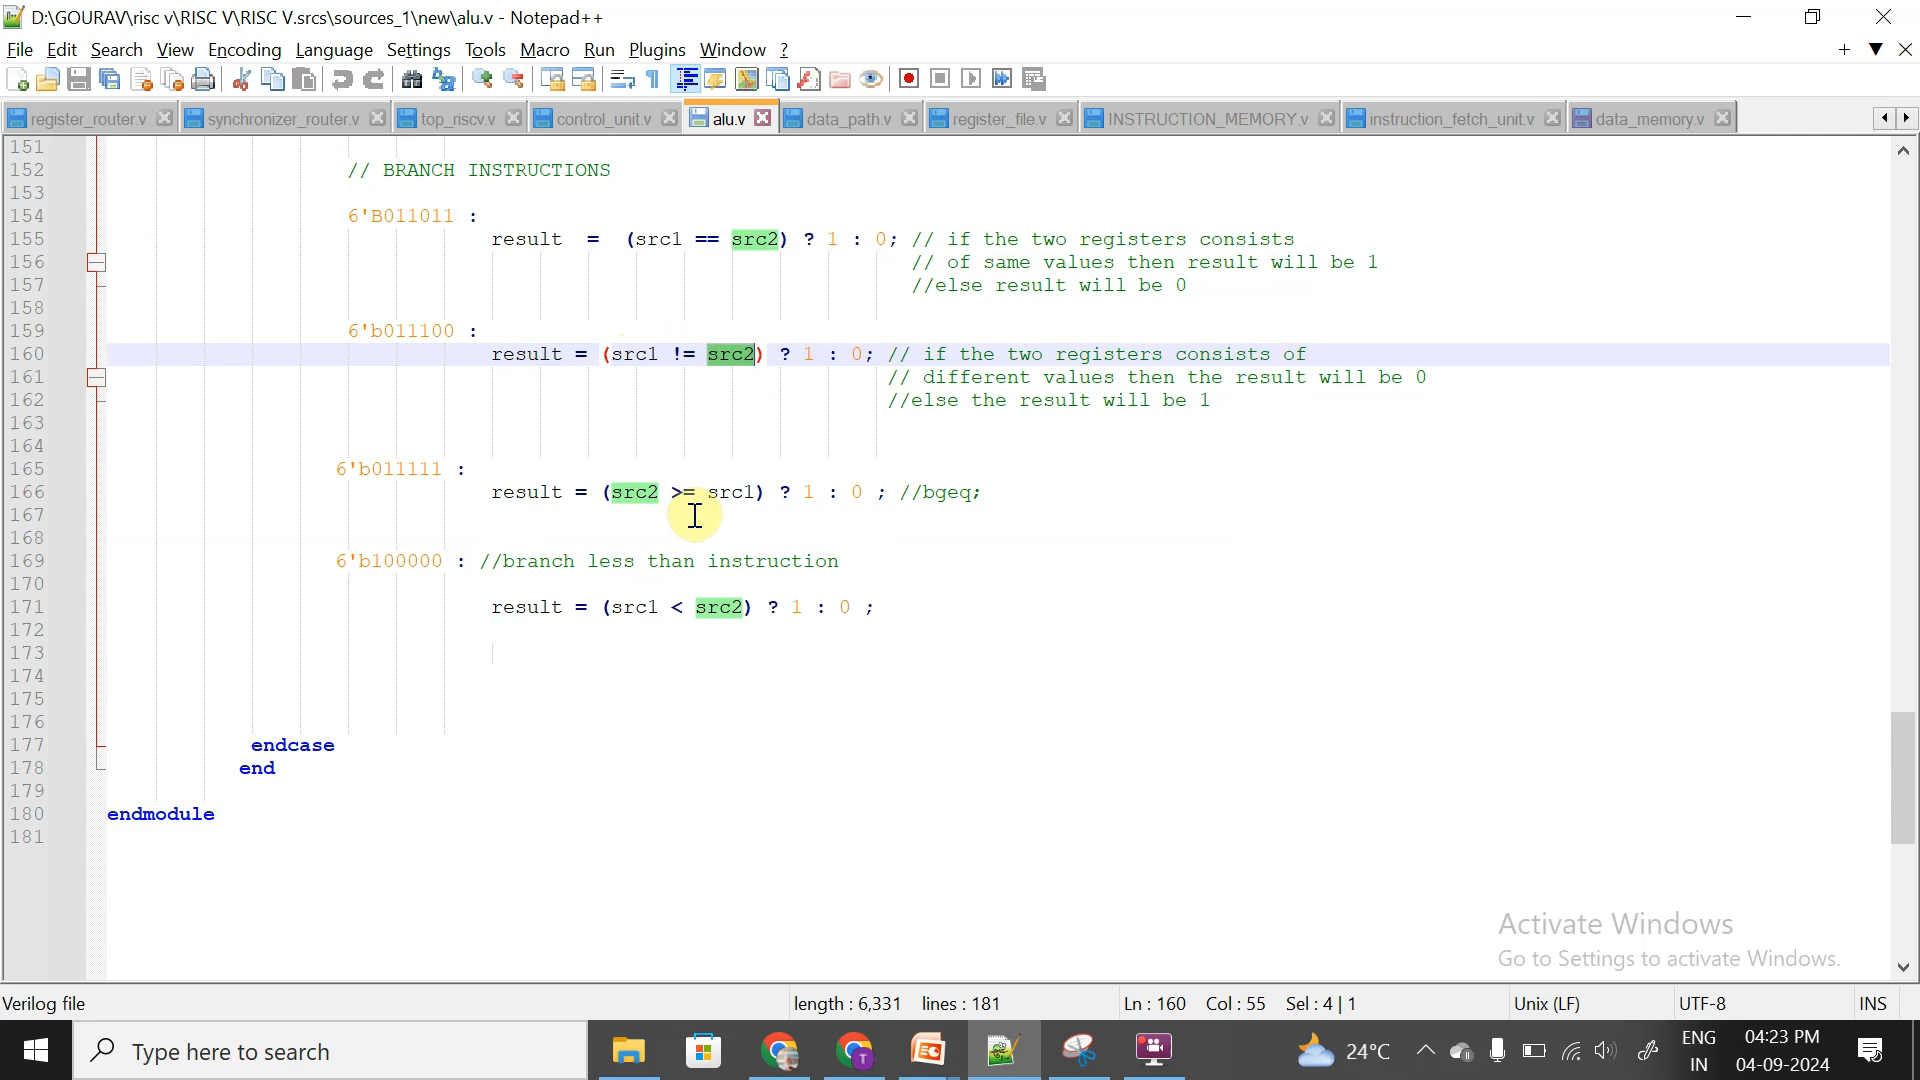 D:\GOURAV\risc v\RISC V\RISC V.srcs\sources_1\new\alu.v - Notepad++
File Edit Search View Encoding Language Settings Tools Macro Run Plugins Window ?
register_router.v synchronizer_router.v top_riscv.v control_unit.v alu.v data_path.v register_file.v INSTRUCTION_MEMORY.v instruction_fetch_unit.v data_memory.v
151
152 // BRANCH INSTRUCTIONS
153
154 6'B011011 :
155 result = (src1 == src2) ? 1 : 0; // if the two registers consists
156 // of same values then result will be 1
157 //else result will be 0
158
159 6'b011100 :
160 result = (src1 != src2) ? 1 : 0; // if the two registers consists of
161 // different values then the result will be 0
162 //else the result will be 1
163
164
165 6'b011111 :
166 result = (src2 >= src1) ? 1 : 0 ; //bgeq;
167
168
169 6'b100000 : //branch less than instruction
170
171 result = (src1 < src2) ? 1 : 0 ;
172
173
174
175
176
177 endcase
178 end
179
180 endmodule
181
Activate Windows
Go to Settings to activate Windows.
Verilog file length : 6,331 lines : 181 Ln : 160 Col : 55 Sel : 4 | 1 Unix (LF) UTF-8 INS
Type here to search 24°C ENG 04:23 PM
IN 04-09-2024